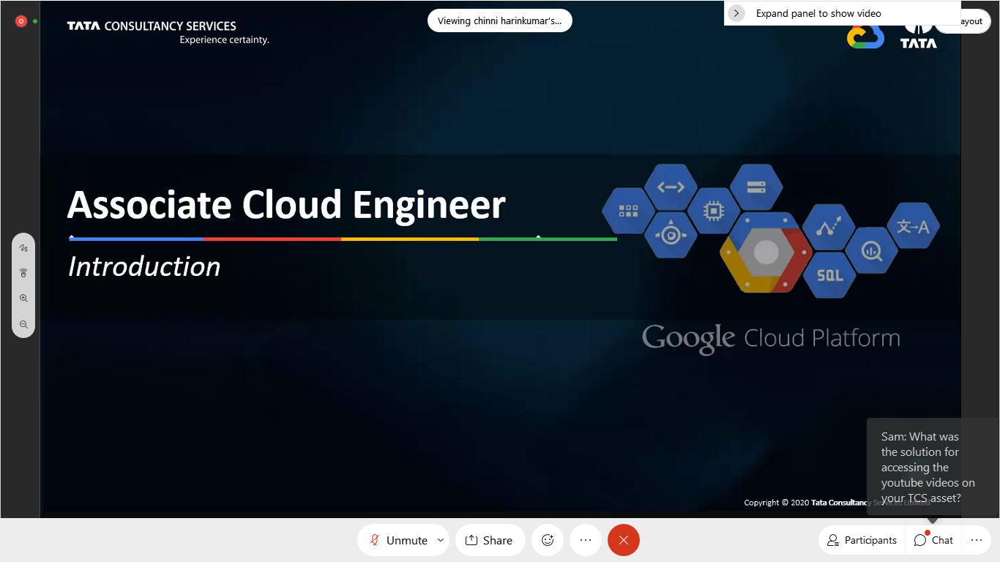 Viewing chinni harinkumar's...
Expand panel to show video
ayout
TATA CONSULTANCY SERVICES
Experience certainty.
TATA
Associate Cloud Engineer
Introduction
文→A
SQL
Google Cloud Platform
Sam: What was
the solution for
accessing the
youtube videos on
your TCS asset?
Copyright © 2020 Tata Consultancy Services Limited
Unmute
Share
Participants
Chat